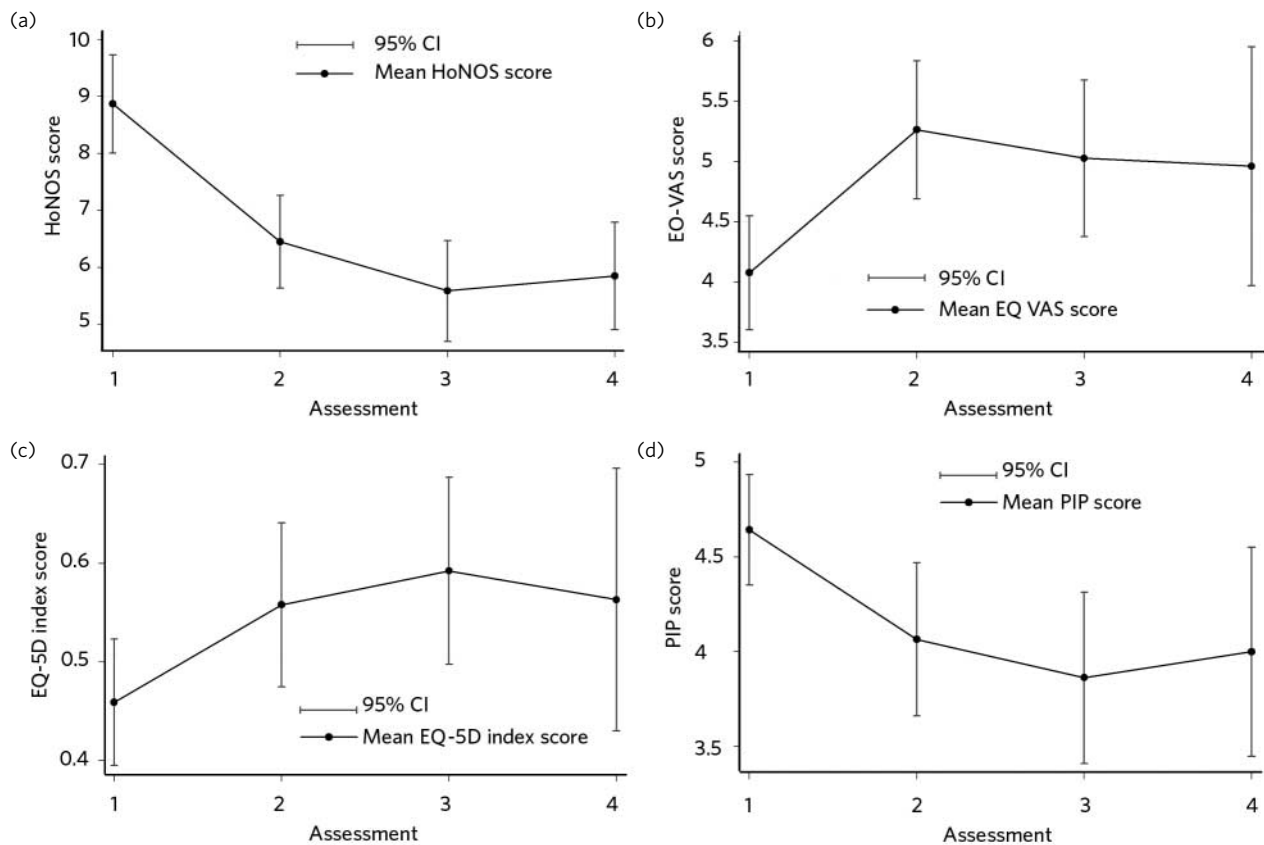 (a)
10
9
8
7
6
5
HoNOS score
95% CI
Mean HoNOS score
1 2 3 4
Assessment
(b)
6
5.5
5
4.5
4
3.5
EO-VAS score
95% CI
Mean EQ VAS score
1 2 3 4
Assessment
(c)
0.7
0.6
0.5
0.4
EQ-5D index score
95% CI
Mean EQ-5D index score
1 2 3 4
Assessment
(d)
5
4.5
4
3.5
PIP score
95% CI
Mean PIP score
1 2 3 4
Assessment